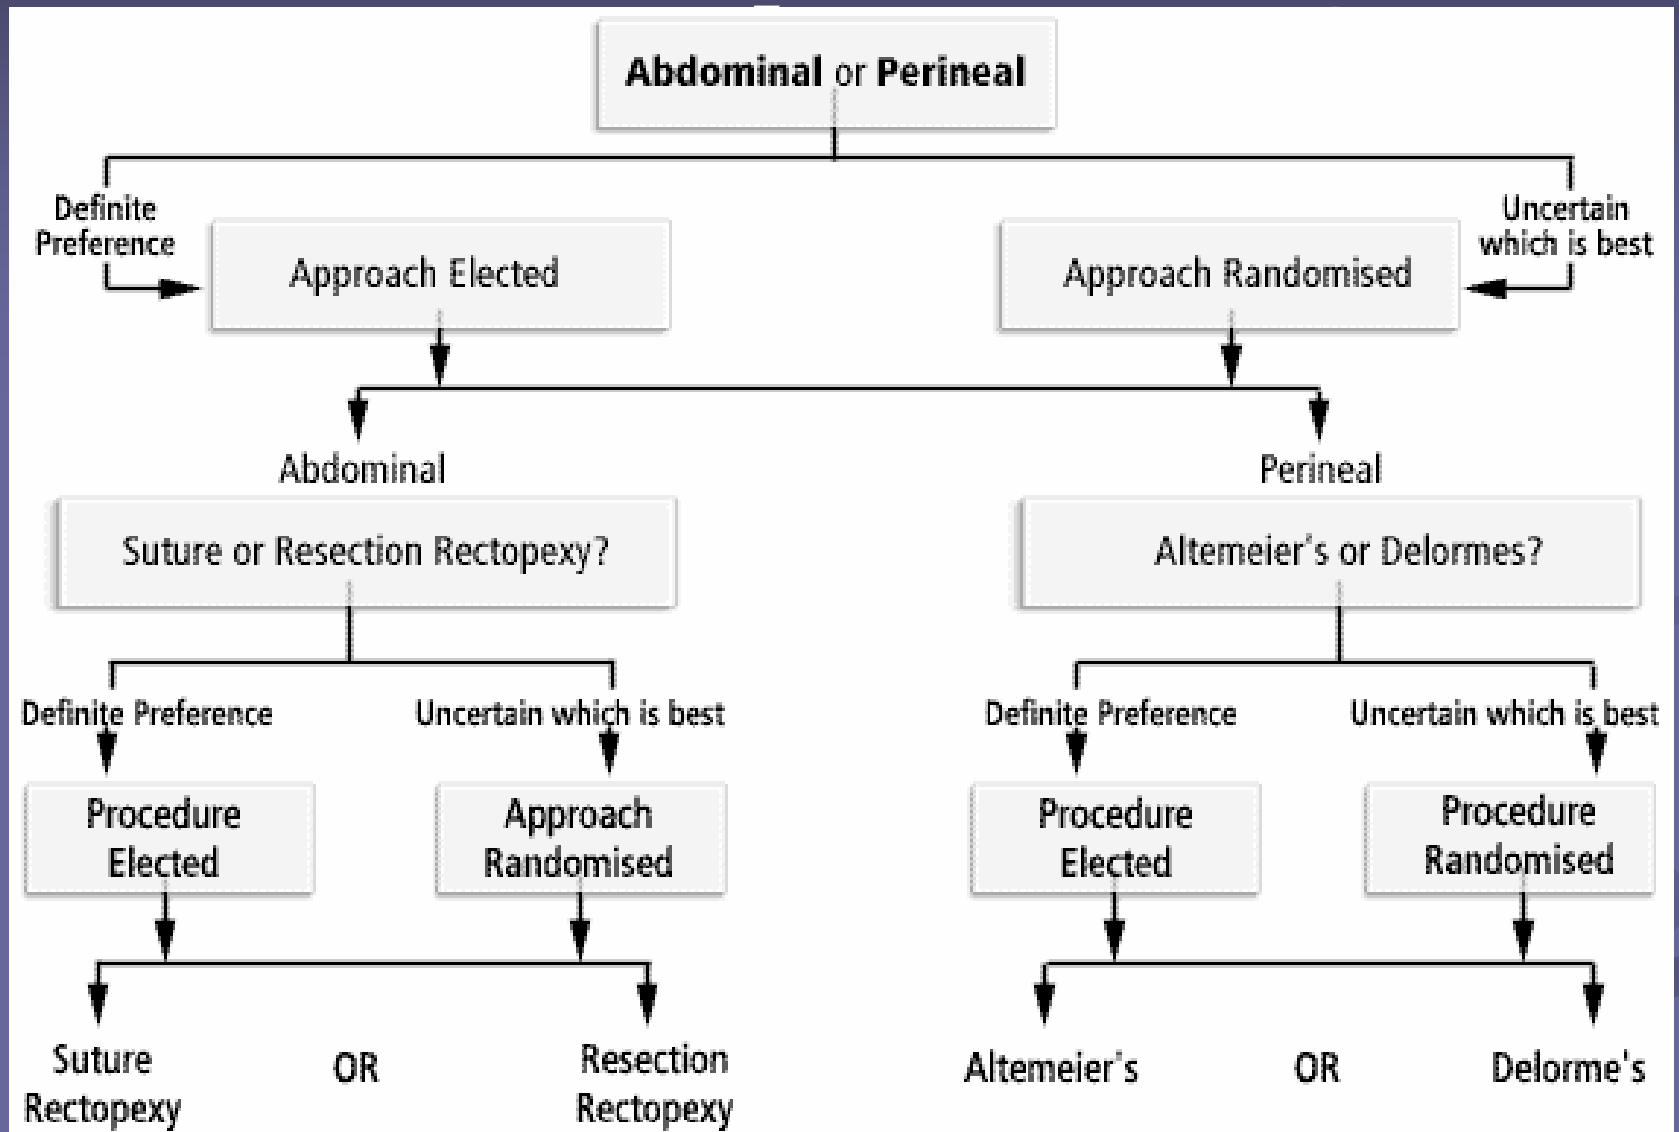 Abdominal or Perineal
Definite
Preference
Approach Elected
Approach Randomised
Uncertain
which is best
Abdominal
Perineal
Suture or Resection Rectopexy?
Altemeier's or Delormes?
Definite Preference
Uncertain which is best
Definite Preference
Uncertain which is best
Procedure
Elected
Approach
Randomised
Procedure
Elected
Procedure
Randomised
Suture
Rectopexy
OR
Resection
Rectopexy
Altemeier's
OR
Delorme's